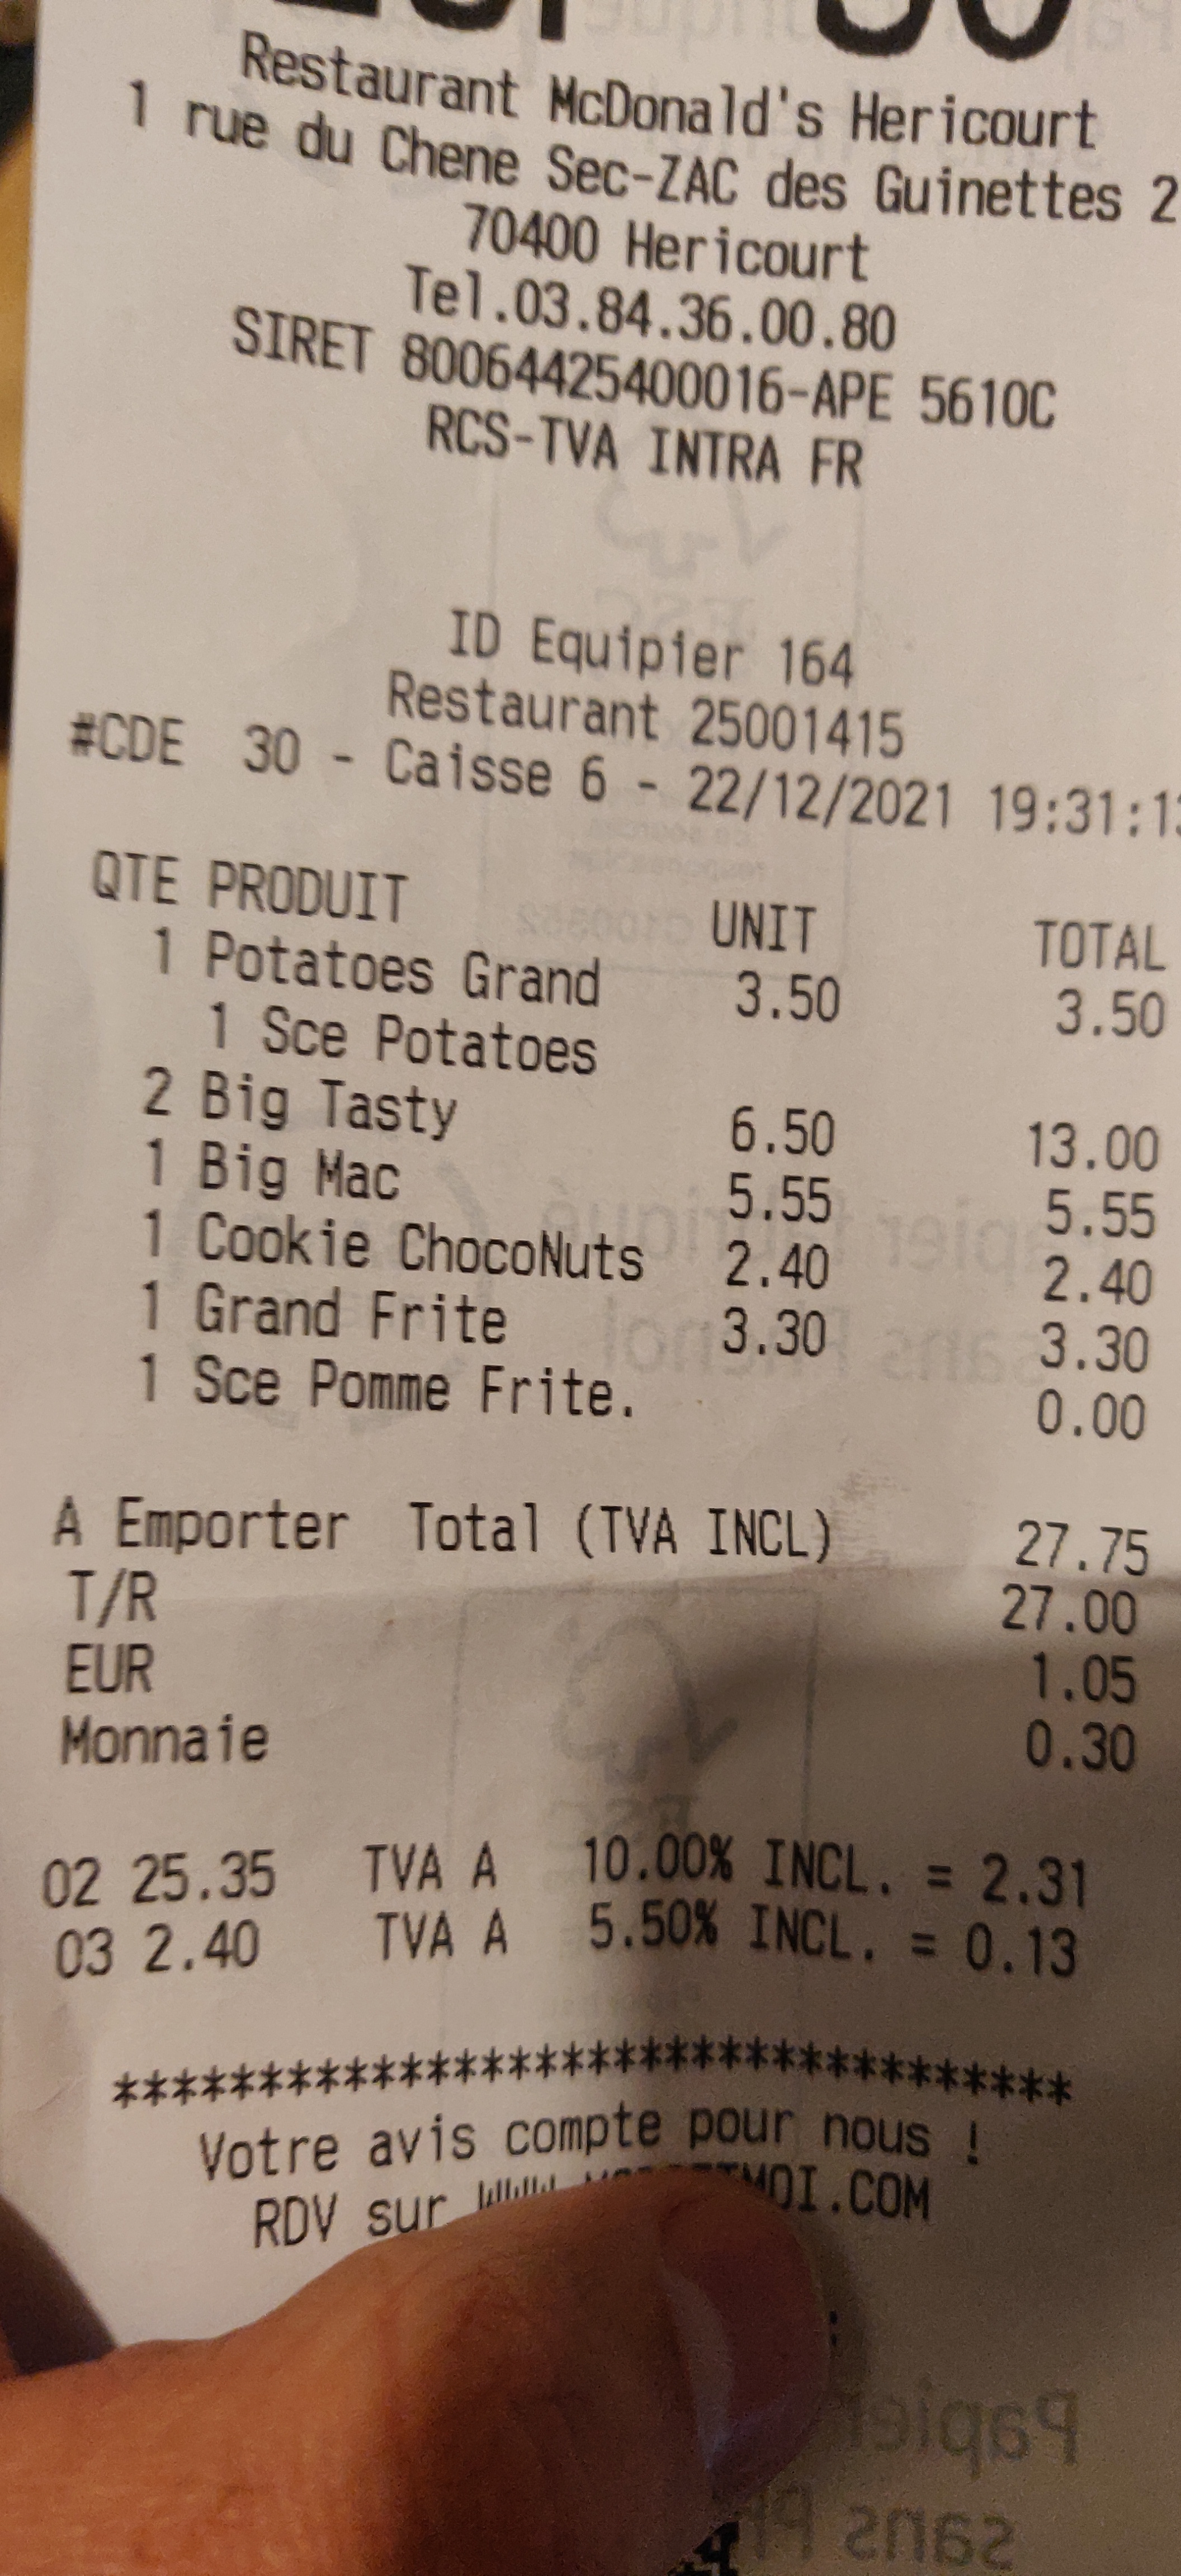 Restaurant McDonald's Hericourt
1 rue du Chene Sec-ZAC des Guinettes 2
70400 Hericourt
Tel.03.84.36.00.80
SIRET 80064425400016-APE 5610C
RCS-TVA INTRA FR
ID Equipier 164
Restaurant 25001415
#CDE 30 - Caisse 6 - 22/12/2021 19:31:13
QTE PRODUIT UNIT TOTAL
1 Potatoes Grand 3.50 3.50
1 Sce Potatoes
2 Big Tasty 6.50 13.00
1 Big Mac 5.55 5.55
1 Cookie ChocoNuts 2.40 2.40
1 Grand Frite 3.30 3.30
1 Sce Pomme Frite. 0.00
A Emporter Total (TVA INCL) 27.75
T/R 27.00
EUR 1.05
Monnaie 0.30
02 25.35 TVA A 10.00% INCL. = 2.31
03 2.40 TVA A 5.50% INCL. = 0.13
***********************************
Votre avis compte pour nous !
RDV sur
Papier
sans